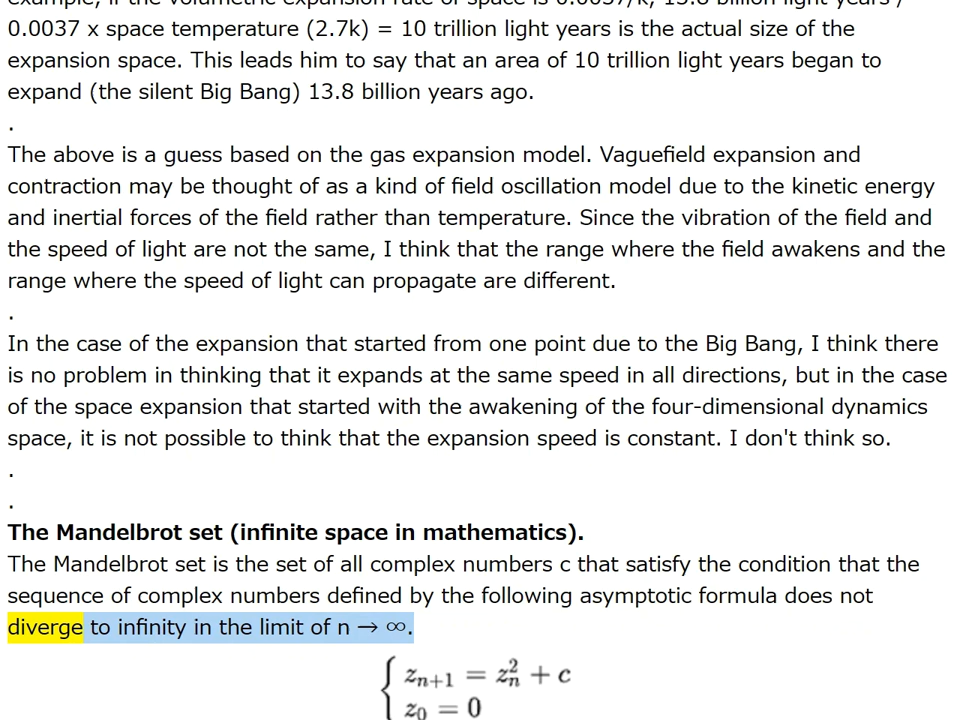 0.0037 x space temperature (2.7k) = 10 trillion light years is the actual size of the
expansion space. This leads him to say that an area of 10 trillion light years began to
expand (the silent Big Bang) 13.8 billion years ago.
.
The above is a guess based on the gas expansion model. Vaguefield expansion and
contraction may be thought of as a kind of field oscillation model due to the kinetic energy
and inertial forces of the field rather than temperature. Since the vibration of the field and
the speed of light are not the same, I think that the range where the field awakens and the
range where the speed of light can propagate are different.
.
In the case of the expansion that started from one point due to the Big Bang, I think there
is no problem in thinking that it expands at the same speed in all directions, but in the case
of the space expansion that started with the awakening of the four-dimensional dynamics
space, it is not possible to think that the expansion speed is constant. I don't think so.
.
.
The Mandelbrot set (infinite space in mathematics).
The Mandelbrot set is the set of all complex numbers c that satisfy the condition that the
sequence of complex numbers defined by the following asymptotic formula does not
diverge to infinity in the limit of n → ∞.
{ zₙ₊₁ = zₙ² + c
z₀ = 0